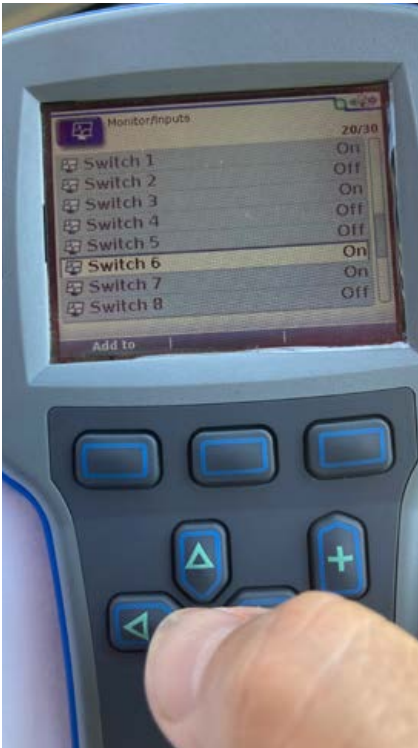 Monitor/Inputs
20/30
Switch 1 On
Switch 2 Off
Switch 3 On
Switch 4 Off
Switch 5 Off
Switch 6 On
Switch 7 On
Switch 8 Off
Add to